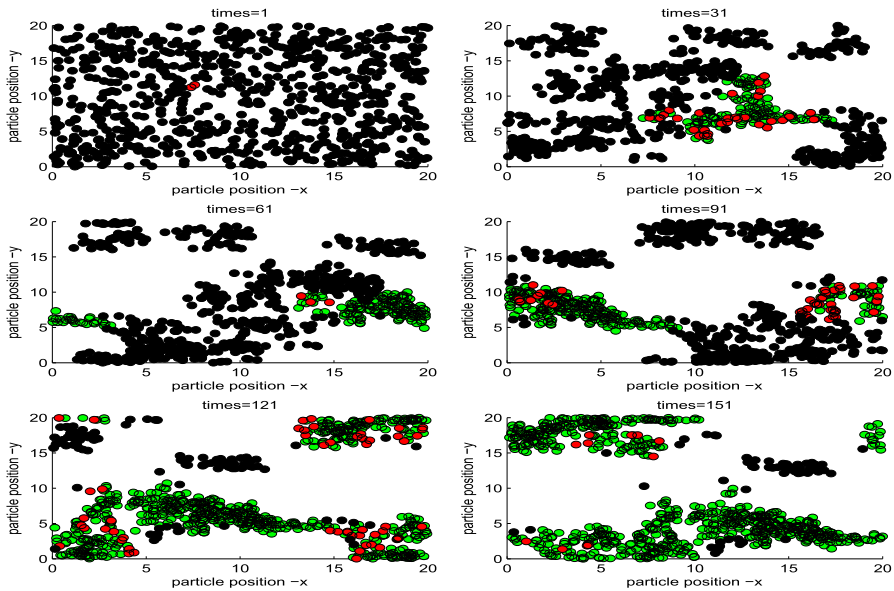 times=1
20
15
10
5
0
particle position −y
0 5 10 15 20
particle position −x
times=31
20
15
10
5
0
particle position −y
0 5 10 15 20
particle position −x
times=61
20
15
10
5
0
particle position −y
0 5 10 15 20
particle position −x
times=91
20
15
10
5
0
particle position −y
0 5 10 15 20
particle position −x
times=121
20
15
10
5
0
particle position −y
0 5 10 15 20
particle position −x
times=151
20
15
10
5
0
particle position −y
0 5 10 15 20
particle position −x